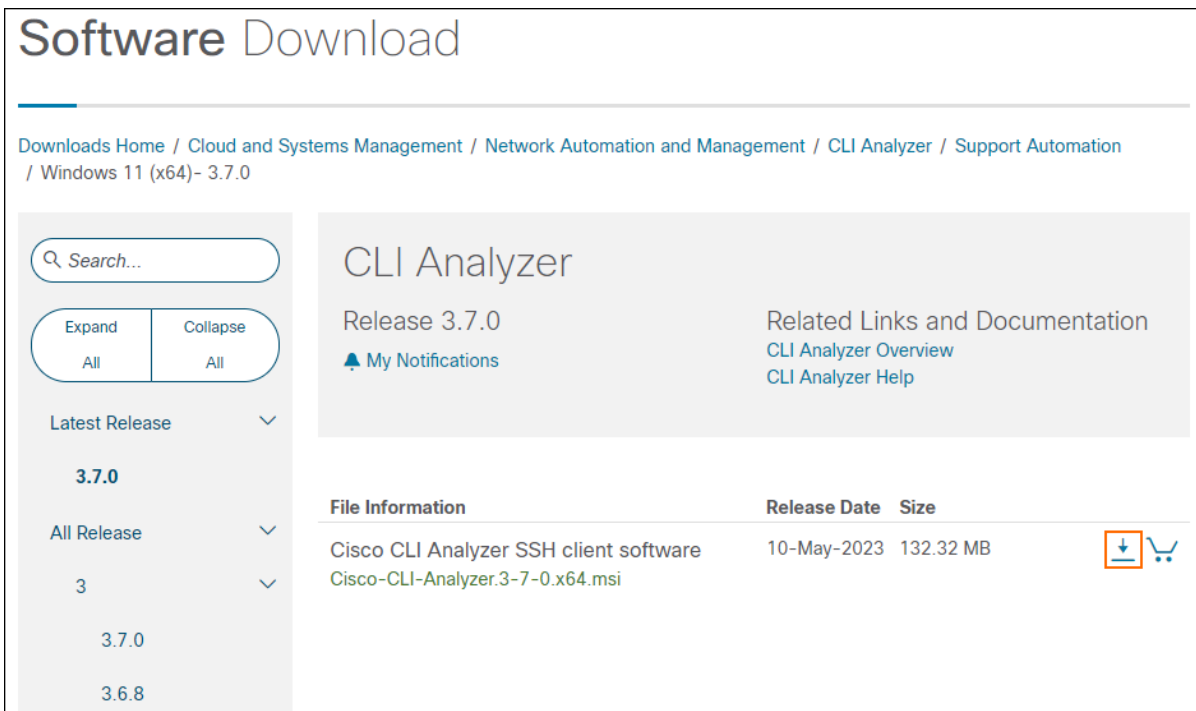 Software Download
Downloads Home / Cloud and Systems Management / Network Automation and Management / CLI Analyzer / Support Automation
/ Windows 11 (x64)- 3.7.0
Search...
Expand All
Collapse All
Latest Release
3.7.0
All Release
3
3.7.0
3.6.8
CLI Analyzer
Release 3.7.0
My Notifications
Related Links and Documentation
CLI Analyzer Overview
CLI Analyzer Help
File Information Release Date Size
Cisco CLI Analyzer SSH client software 10-May-2023 132.32 MB
Cisco-CLI-Analyzer.3-7-0.x64.msi